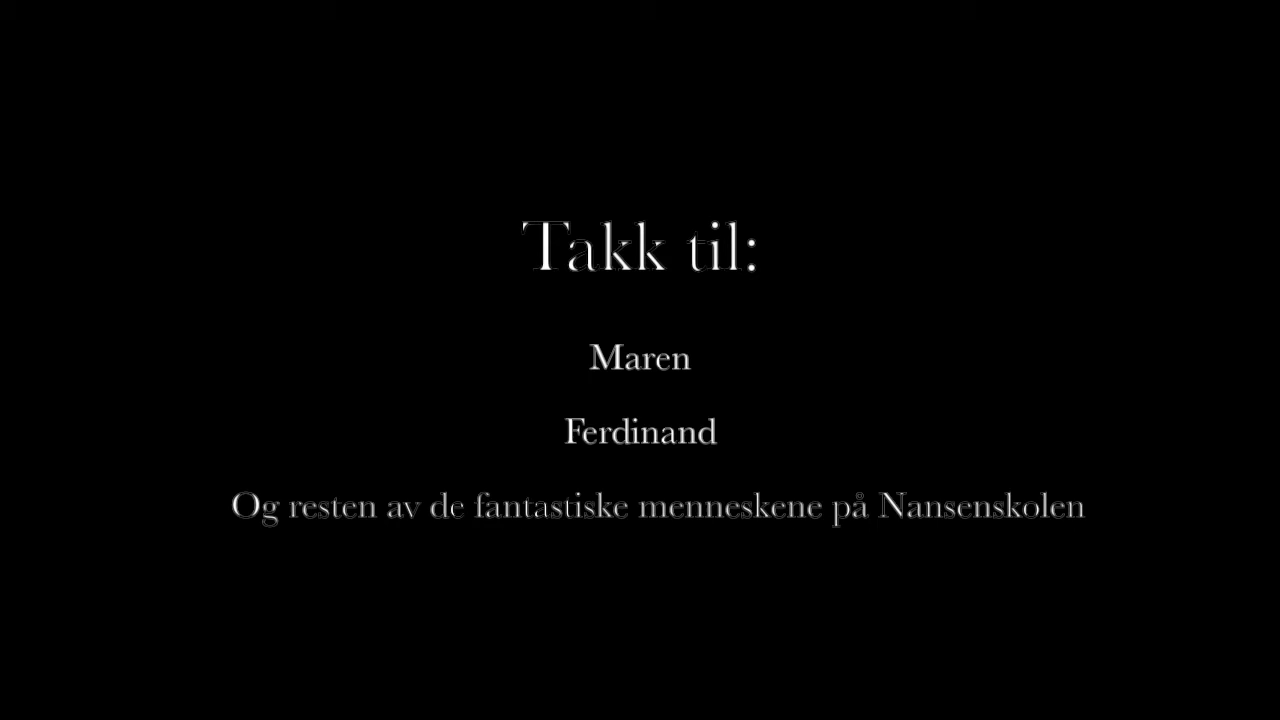 Takk til:
Maren
Ferdinand
Og resten av de fantastiske menneskene på Nansenskolen